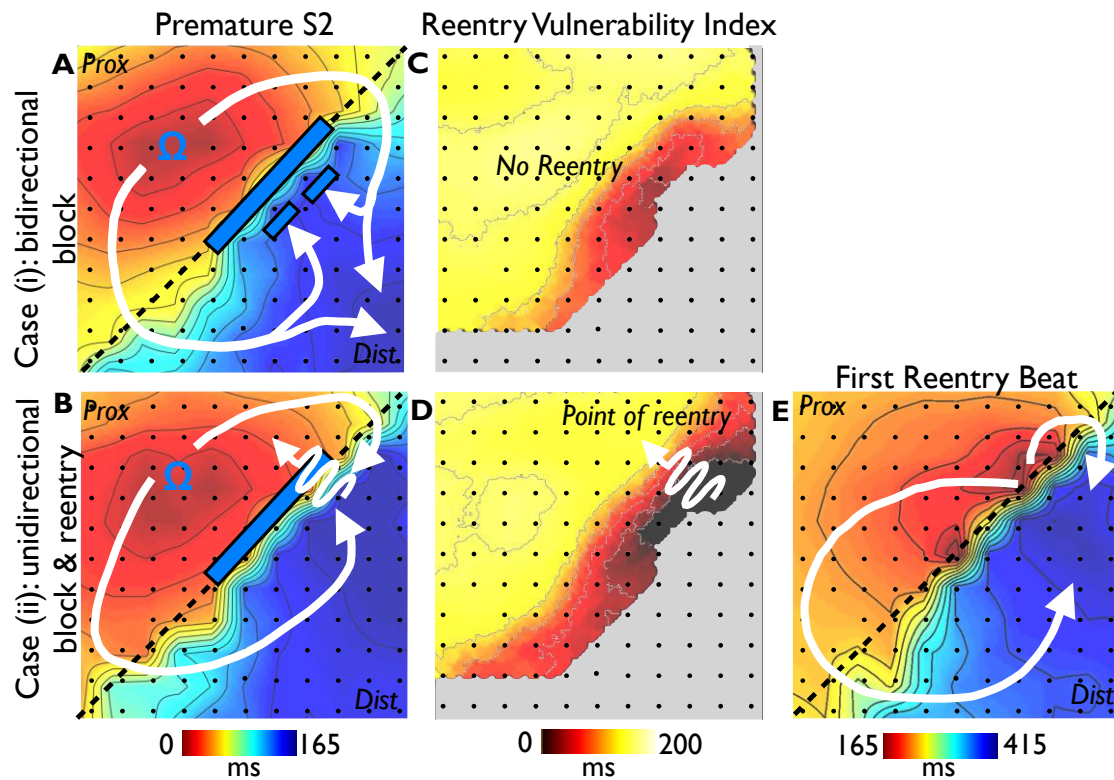 Premature S2
Reentry Vulnerability Index
Case (i): bidirectional
block
A
Prox
Ω
Dist.
C
No Reentry
Case (ii): unidirectional
block & reentry
B
Prox
Ω
Dist.
D
Point of reentry
First Reentry Beat
E
Prox
Dist.
0
165
ms
0
200
ms
165
415
ms